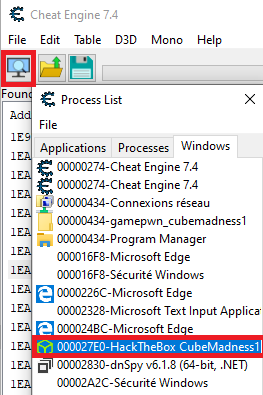 Cheat Engine 7.4
File Edit Table D3D Mono Help
Found
Process List
File
Applications Processes Windows
Add
1E9
1EA
1EA
1EA
1EA
1EA
1EA
1EA
1EA
1EA
1EA
1EA
1EA
1EA
00000274-Cheat Engine 7.4
00000274-Cheat Engine 7.4
00000434-Connexions réseau
00000434-gamepwn_cubemadness1
00000434-Program Manager
000016F8-Microsoft Edge
000016F8-Sécurité Windows
0000226C-Microsoft Edge
00002328-Microsoft Text Input Applicat
000024BC-Microsoft Edge
000027E0-HackTheBox CubeMadness1
00002830-dnSpy v6.1.8 (64-bit, .NET)
00002A2C-Sécurité Windows